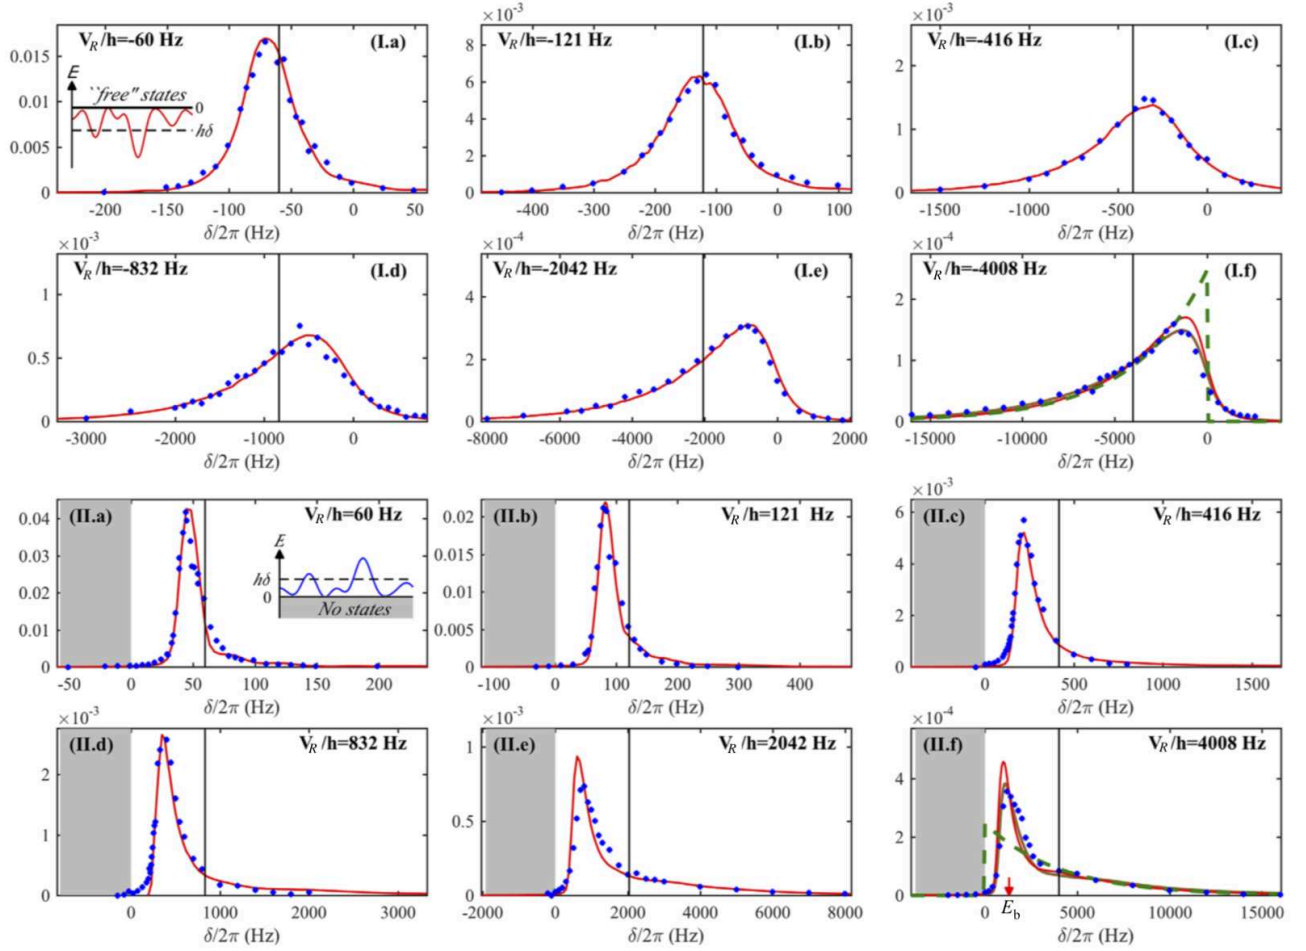 V_R/h=-60 Hz
(I.a)
0.015
0.01
0.005
0
E
``free'' states
0
hδ
-200 -150 -100 -50 0 50
δ/2π (Hz)
×10⁻³
V_R/h=-121 Hz
(I.b)
8
6
4
2
0
-400 -300 -200 -100 0 100
δ/2π (Hz)
×10⁻³
V_R/h=-416 Hz
(I.c)
2
1
0
-1500 -1000 -500 0
δ/2π (Hz)
×10⁻³
V_R/h=-832 Hz
(I.d)
1
0.5
0
-3000 -2000 -1000 0
δ/2π (Hz)
×10⁻⁴
V_R/h=-2042 Hz
(I.e)
4
2
0
-8000 -6000 -4000 -2000 0 2000
δ/2π (Hz)
×10⁻⁴
V_R/h=-4008 Hz
(I.f)
2
1
0
-15000 -10000 -5000 0
δ/2π (Hz)
(II.a)
V_R/h=60 Hz
0.04
0.03
0.02
0.01
0
E
hδ
0
No states
-50 0 50 100 150 200
δ/2π (Hz)
(II.b)
V_R/h=121 Hz
0.02
0.015
0.01
0.005
0
-100 0 100 200 300 400
δ/2π (Hz)
×10⁻³
(II.c)
V_R/h=416 Hz
6
4
2
0
0 500 1000 1500
δ/2π (Hz)
×10⁻³
(II.d)
V_R/h=832 Hz
2
1
0
0 1000 2000 3000
δ/2π (Hz)
×10⁻³
(II.e)
V_R/h=2042 Hz
1
0.5
0
-2000 0 2000 4000 6000 8000
δ/2π (Hz)
×10⁻⁴
(II.f)
V_R/h=4008 Hz
4
2
0
E_b
0 5000 10000 15000
δ/2π (Hz)